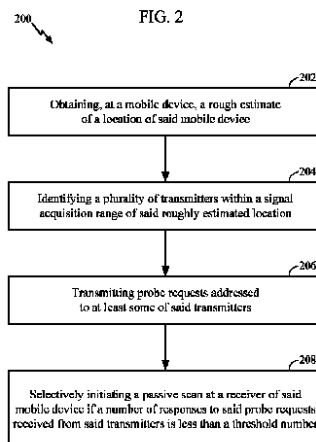 200
FIG. 2
202
Obtaining, at a mobile device, a rough estimate
of a location of said mobile device
204
Identifying a plurality of transmitters within a signal
acquisition range of said roughly estimated location
206
Transmitting probe requests addressed
to at least some of said transmitters
208
Selectively initiating a passive scan at a receiver of said
mobile device if a number of responses to said probe requests
received from said transmitters is less than a threshold number